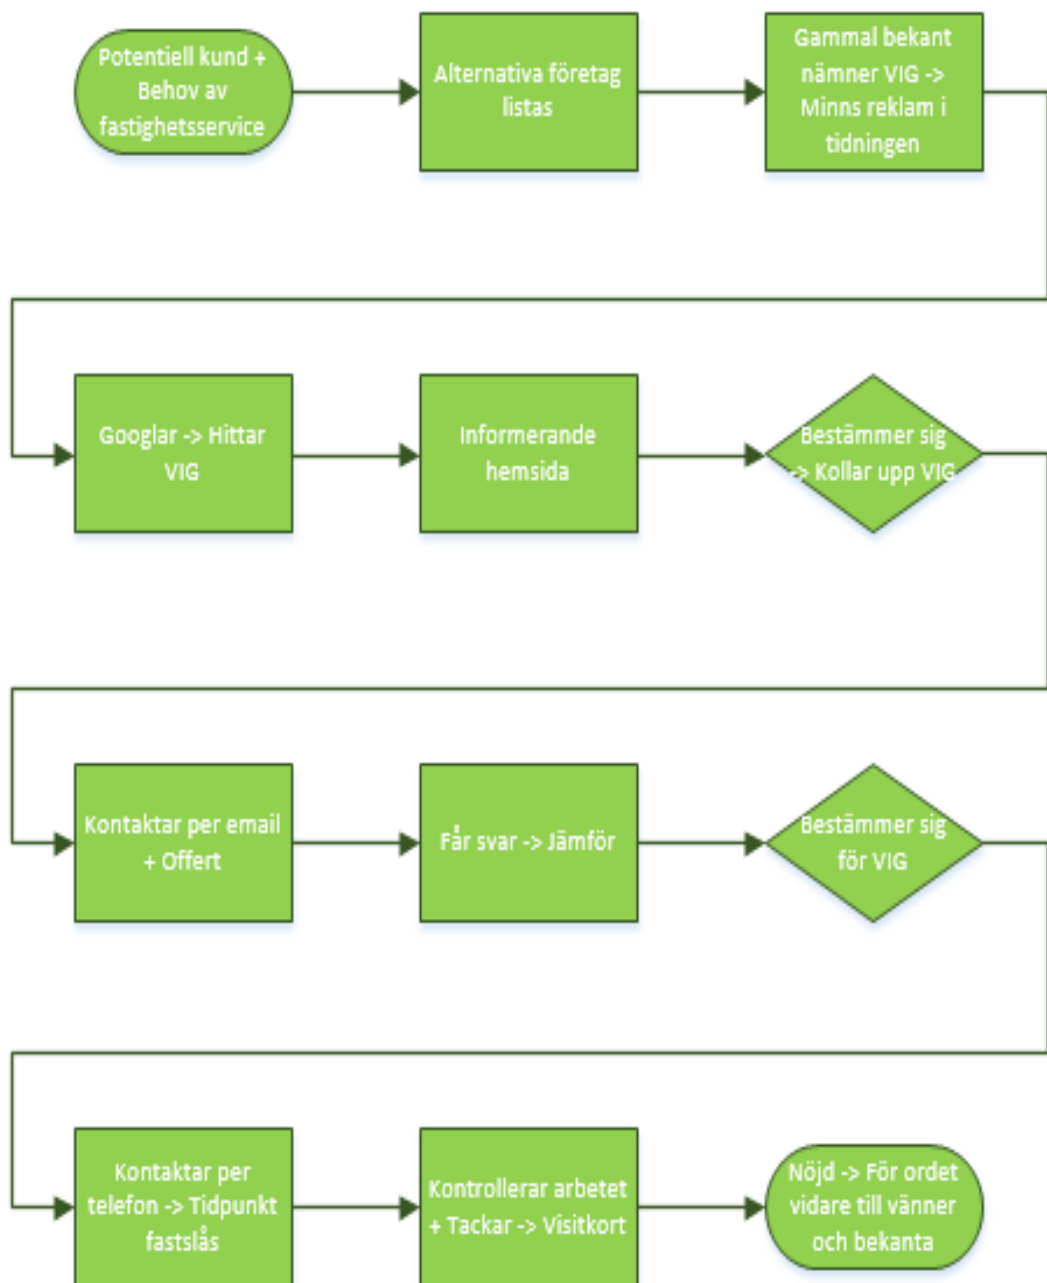 Potentiell kund +
Behov av
fastighetsservice
Alternativa företag
listas
Gammal bekant
nämner VIG ->
Minns reklam i
tidningen
Googlar -> Hittar
VIG
Informerande
hemsida
Bestämmer sig
-> Kollar upp VIG
Kontaktar per email
+ Offert
Får svar -> Jämför
Bestämmer sig
för VIG
Kontaktar per
telefon -> Tidpunkt
fastslås
Kontrollerar arbetet
+ Tackar -> Visitkort
Nöjd -> För ordet
vidare till vänner
och bekanta